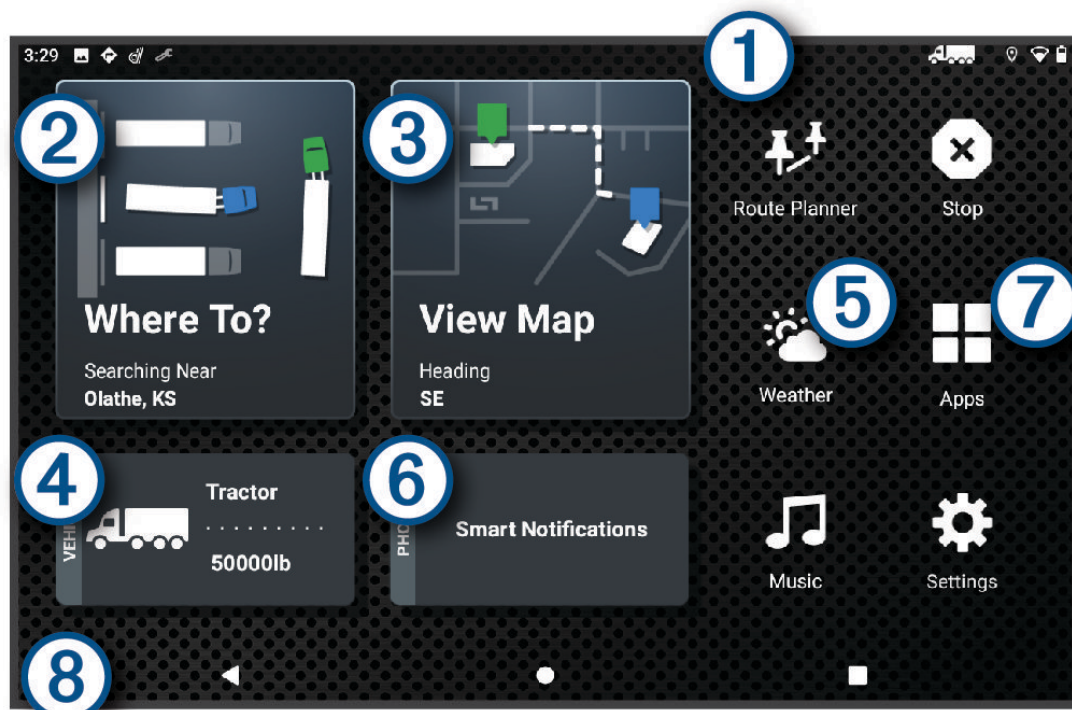 3:29
1
2
3
Where To?
Searching Near
Olathe, KS
View Map
Heading
SE
Route Planner
Stop
5
7
Weather
Apps
4
Tractor
50000lb
6
Smart Notifications
Music
Settings
8